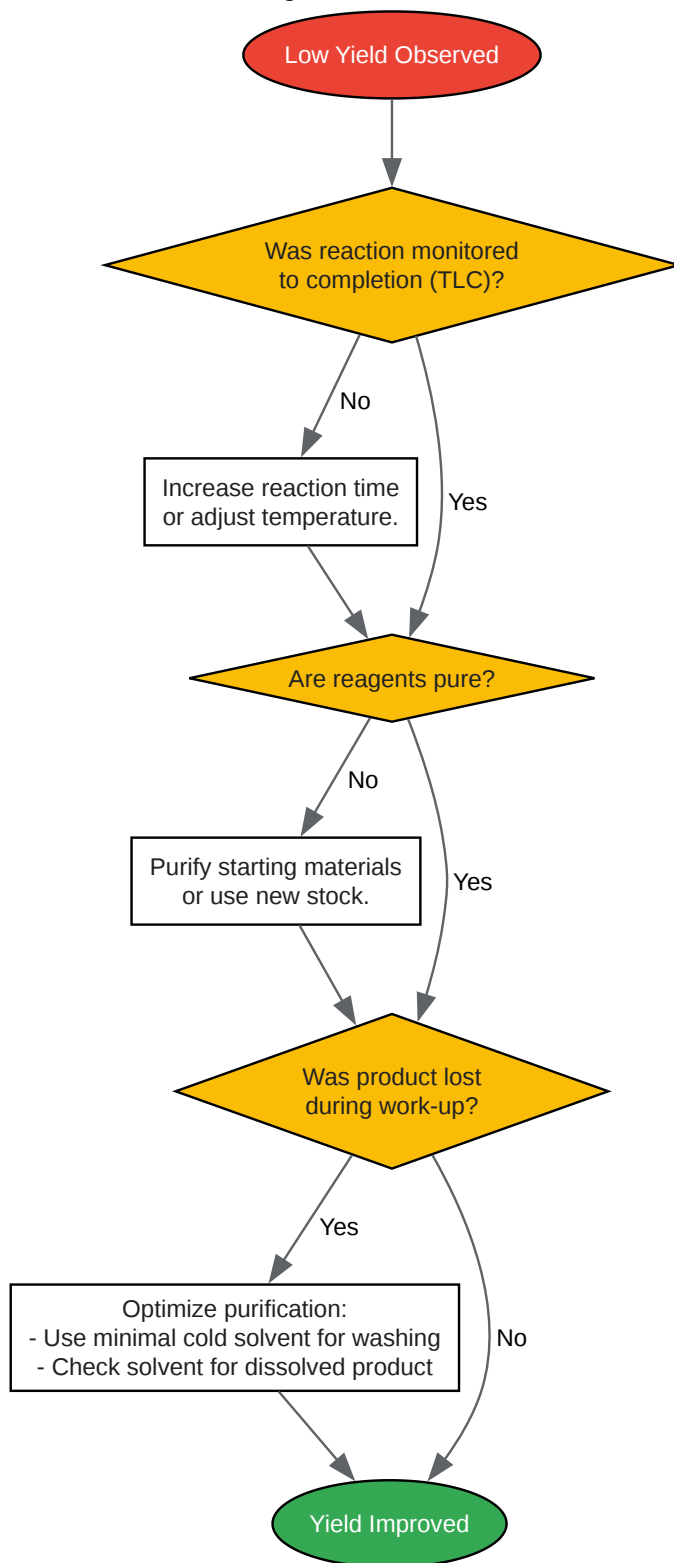 Low Yield Observed
Was reaction monitored
to completion (TLC)?
No
Increase reaction time
or adjust temperature.
Yes
Are reagents pure?
No
Purify starting materials
or use new stock.
Yes
Was product lost
during work-up?
Yes
Optimize purification:
- Use minimal cold solvent for washing
- Check solvent for dissolved product
No
Yield Improved